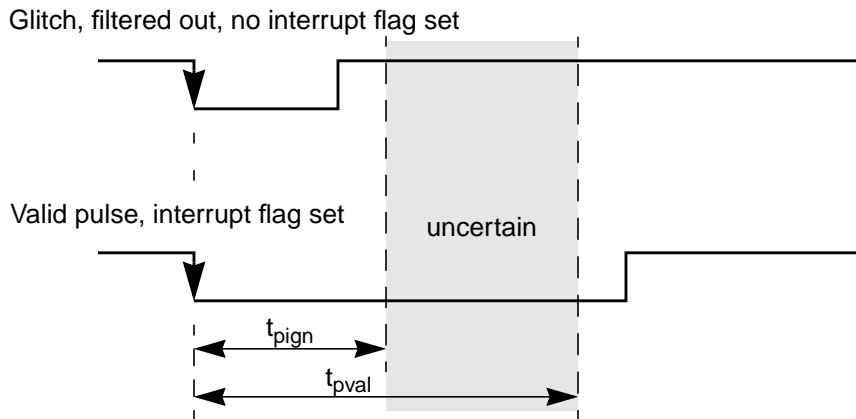 Glitch, filtered out, no interrupt flag set
Valid pulse, interrupt flag set
uncertain
tpign
tpval